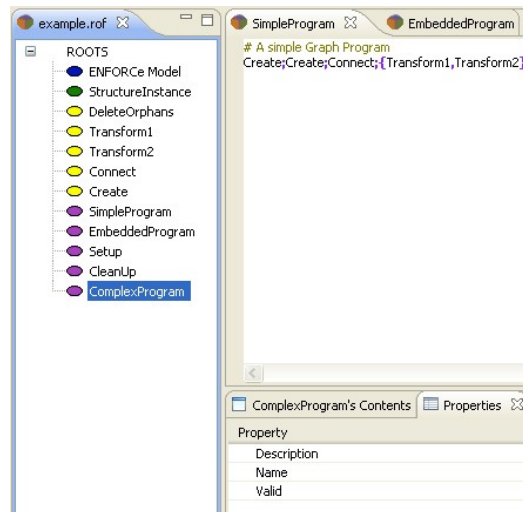 example.rof
ROOTS
ENFORCe Model
StructureInstance
DeleteOrphans
Transform1
Transform2
Connect
Create
SimpleProgram
EmbeddedProgram
Setup
CleanUp
ComplexProgram
SimpleProgram
EmbeddedProgram
# A simple Graph Program
Create;Create;Connect;{Transform1,Transform2}
ComplexProgram's Contents
Properties
Property
Description
Name
Valid